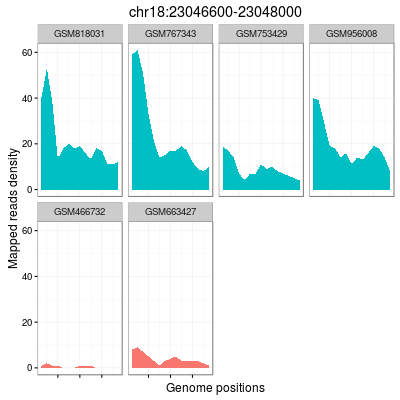 chr18:23046600-23048000
GSM818031 GSM767343 GSM753429 GSM956008
60
40
20
0
GSM466732 GSM663427
60
40
20
0
Mapped reads density
Genome positions